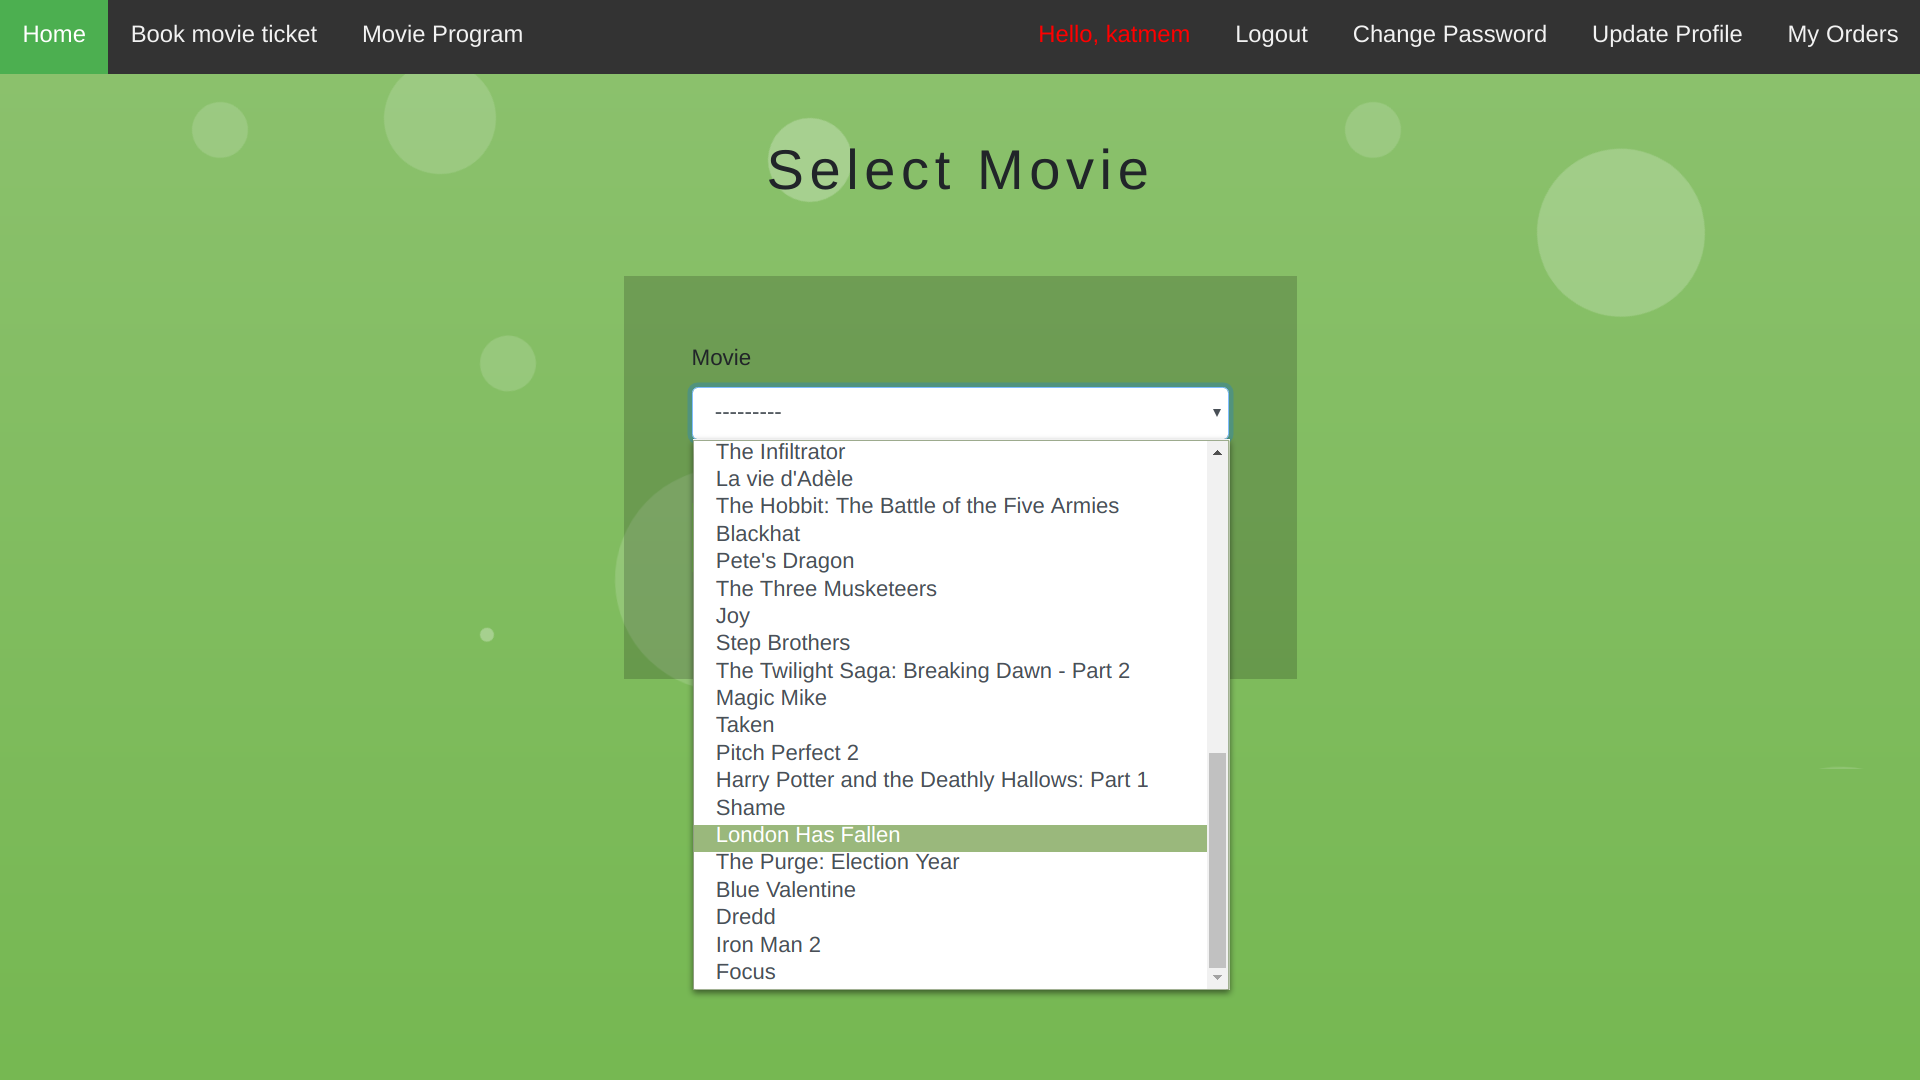 Home Book movie ticket Movie Program Hello, katmem Logout Change Password Update Profile My Orders
Select Movie
Movie
---------
The Infiltrator
La vie d'Adèle
The Hobbit: The Battle of the Five Armies
Blackhat
Pete's Dragon
The Three Musketeers
Joy
Step Brothers
The Twilight Saga: Breaking Dawn - Part 2
Magic Mike
Taken
Pitch Perfect 2
Harry Potter and the Deathly Hallows: Part 1
Shame
London Has Fallen
The Purge: Election Year
Blue Valentine
Dredd
Iron Man 2
Focus